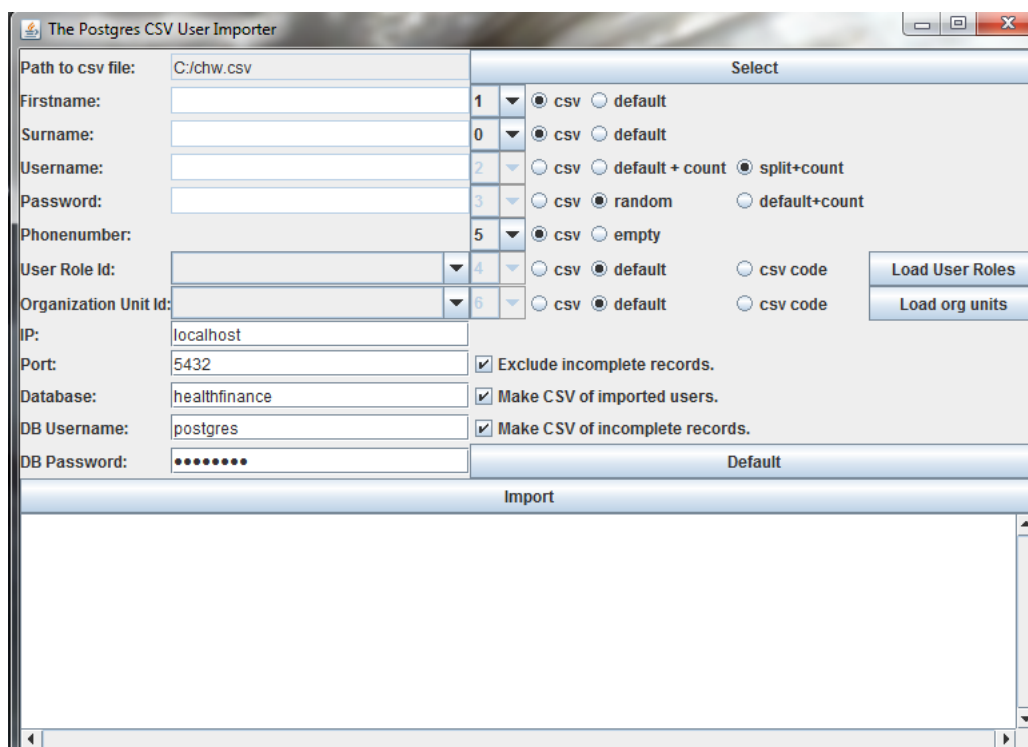 The Postgres CSV User Importer
Path to csv file: C:/chw.csv Select
Firstname: 1 csv default
Surname: 0 csv default
Username: 2 csv default + count split+count
Password: 3 csv random default+count
Phonenumber: 5 csv empty
User Role Id: 4 csv default csv code Load User Roles
Organization Unit Id: 6 csv default csv code Load org units
IP: localhost
Port: 5432 Exclude incomplete records.
Database: healthfinance Make CSV of imported users.
DB Username: postgres Make CSV of incomplete records.
DB Password: •••••••• Default
Import